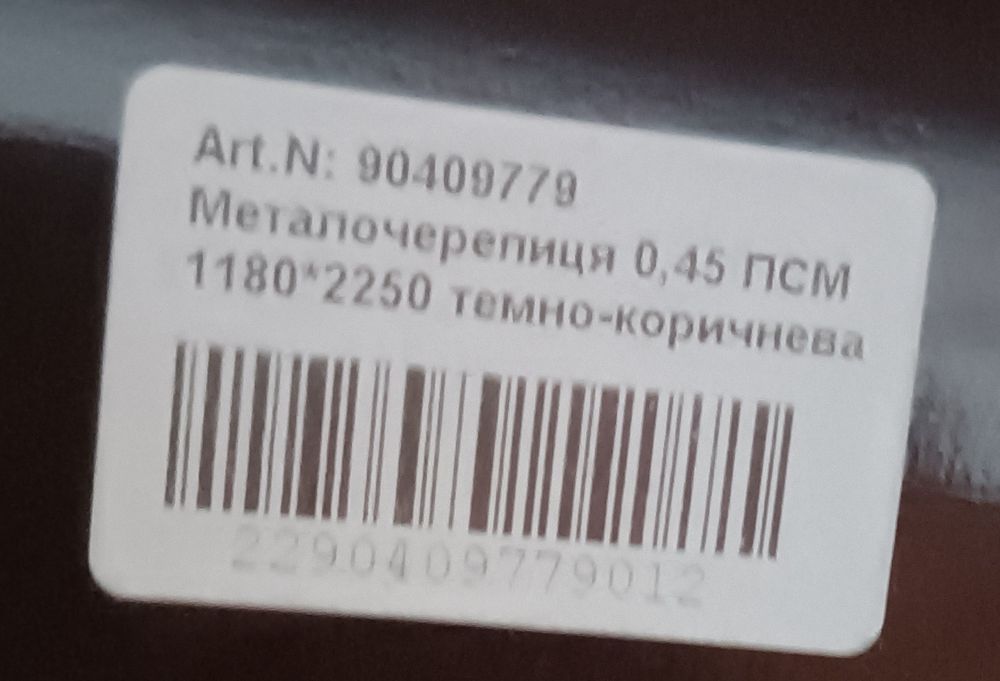 Art.N: 90409779
Металочерепиця 0,45 ПСМ
1180*2250 темно-коричнева
2290409779012